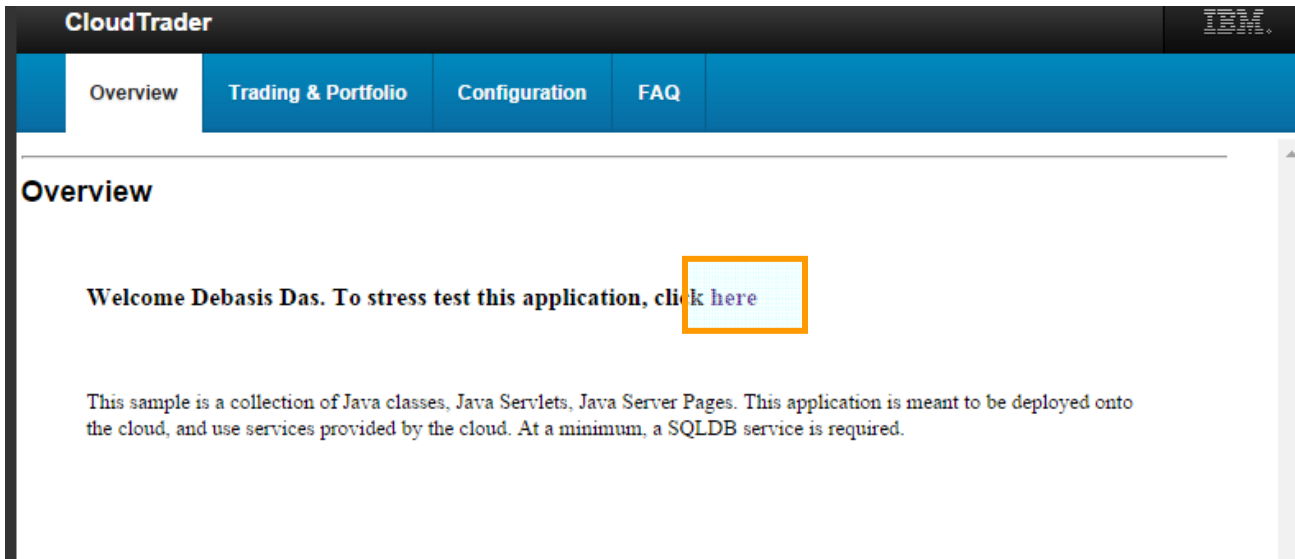 CloudTrader
IBM.
Overview Trading & Portfolio Configuration FAQ
Overview
Welcome Debasis Das. To stress test this application, click here
This sample is a collection of Java classes, Java Servlets, Java Server Pages. This application is meant to be deployed onto
the cloud, and use services provided by the cloud. At a minimum, a SQLDB service is required.